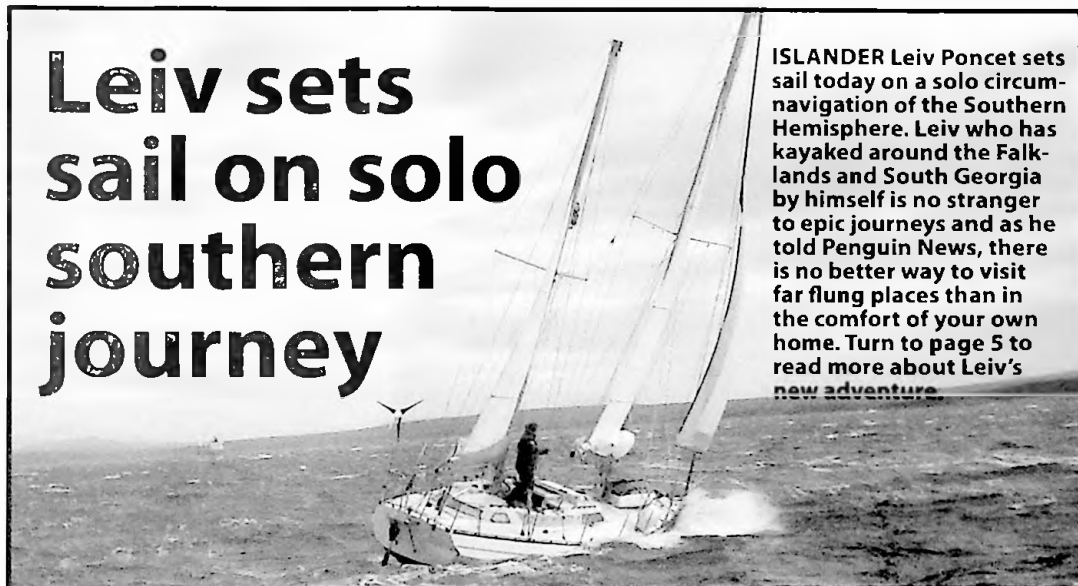 Leiv sets
sail on solo
southern
journey
ISLANDER Leiv Poncet sets
sail today on a solo circum-
navigation of the Southern
Hemisphere. Leiv who has
kayaked around the Falk-
lands and South Georgia
by himself is no stranger
to epic journeys and as he
told Penguin News, there
is no better way to visit
far flung places than in
the comfort of your own
home. Turn to page 5 to
read more about Leiv's
new adventure.